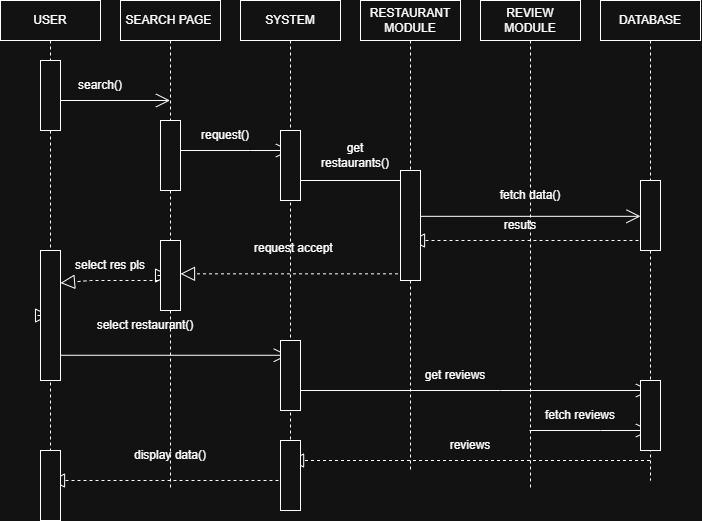 USER
SEARCH PAGE
SYSTEM
RESTAURANT
MODULE
REVIEW
MODULE
DATABASE
search()
request()
get
restaurants()
fetch data()
resuts
request accept
select res pls
select restaurant()
get reviews
fetch reviews
reviews
display data()